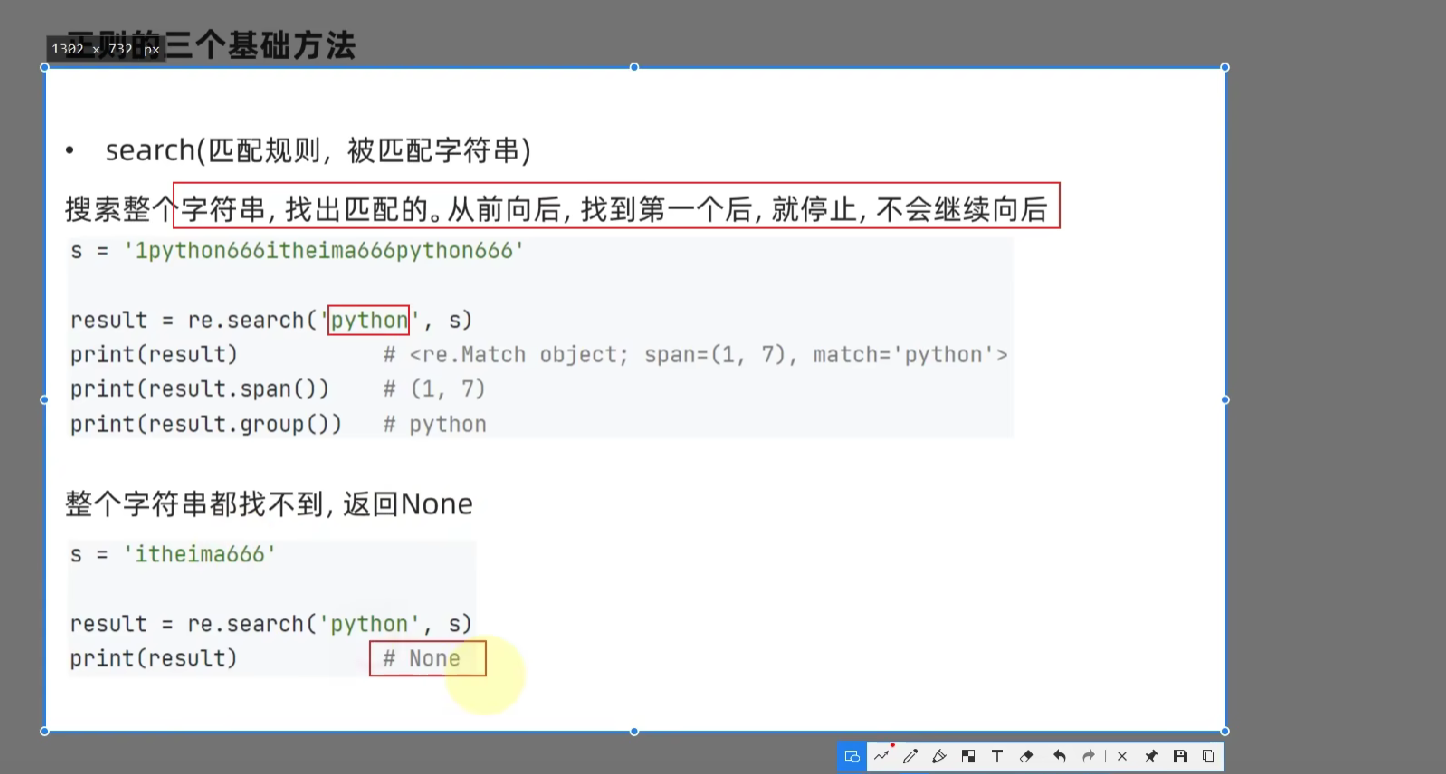 正则的三个基础方法
1302 x 732 px
• search(匹配规则, 被匹配字符串)
搜索整个字符串, 找出匹配的。从前向后, 找到第一个后, 就停止, 不会继续向后
s = '1python666itheima666python666'
result = re.search('python', s)
print(result) # <re.Match object; span=(1, 7), match='python'>
print(result.span()) # (1, 7)
print(result.group()) # python
整个字符串都找不到, 返回None
s = 'itheima666'
result = re.search('python', s)
print(result) # None
T